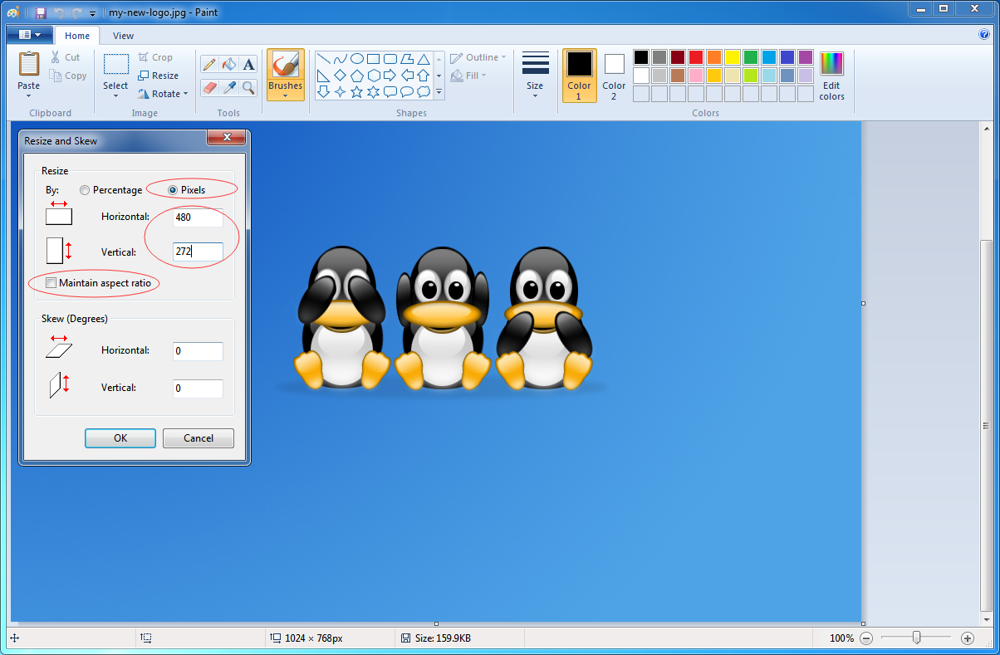 my-new-logo.jpg - Paint
Home View
Paste
Cut
Copy
Clipboard
Select
Crop
Resize
Rotate
Image
A
Tools
Brushes
Shapes
Outline
Fill
Size
Color
1
Color
2
Edit
colors
Colors
Resize and Skew
Resize
By: Percentage Pixels
Horizontal: 480
Vertical: 272
Maintain aspect ratio
Skew (Degrees)
Horizontal: 0
Vertical: 0
OK Cancel
1024 × 768px Size: 159.9KB 100%